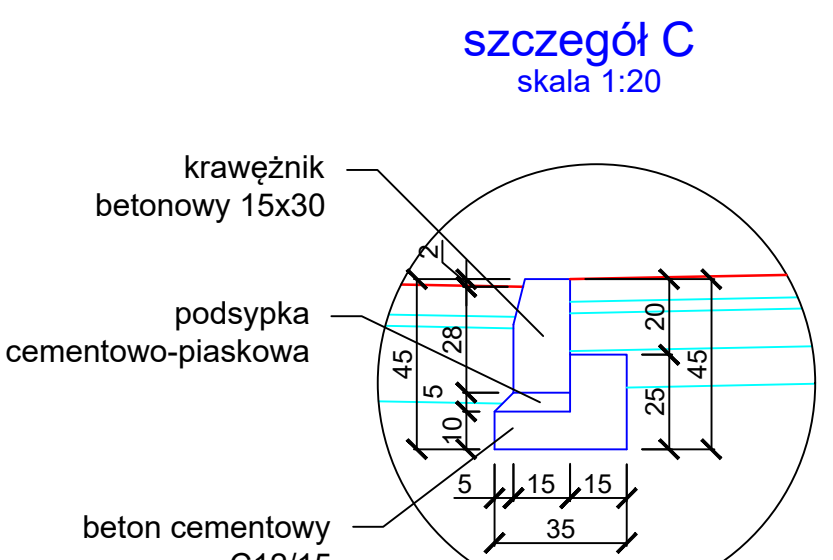 szczegół C
skala 1:20
krawężnik
betonowy 15x30
podsypka
cementowo-piaskowa
beton cementowy
2
28
45
5
10
20
25
45
5
15
15
35